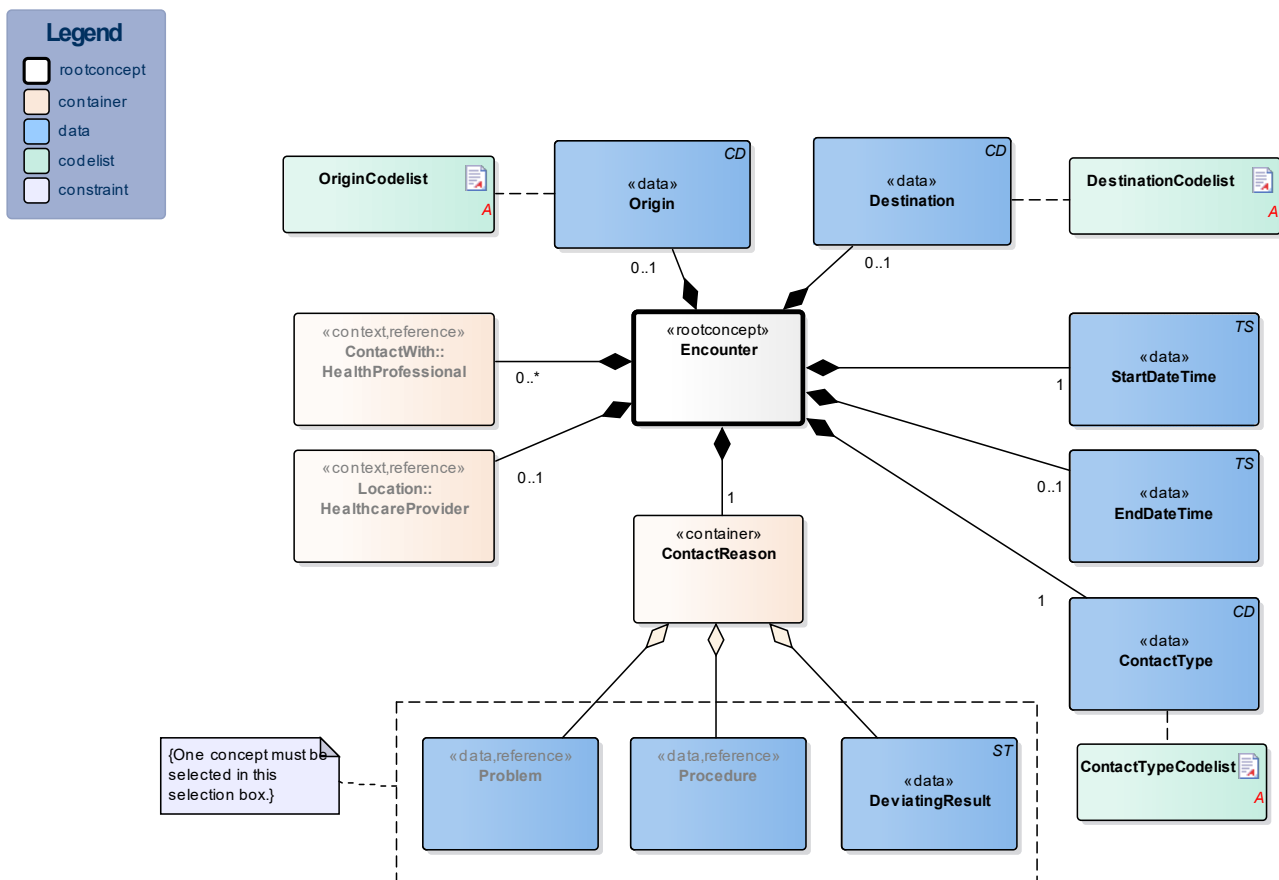 Legend
rootconcept
container
data
codelist
constraint
OriginCodelist
A
CD
«data»
Origin
0..1
CD
«data»
Destination
0..1
DestinationCodelist
A
«context,reference»
ContactWith::
HealthProfessional
0..*
«rootconcept»
Encounter
TS
«data»
StartDateTime
1
«context,reference»
Location::
HealthcareProvider
0..1
TS
«data»
EndDateTime
0..1
1
«container»
ContactReason
CD
«data»
ContactType
1
ContactTypeCodelist
A
{One concept must be
selected in this
selection box.}
«data,reference»
Problem
«data,reference»
Procedure
ST
«data»
DeviatingResult